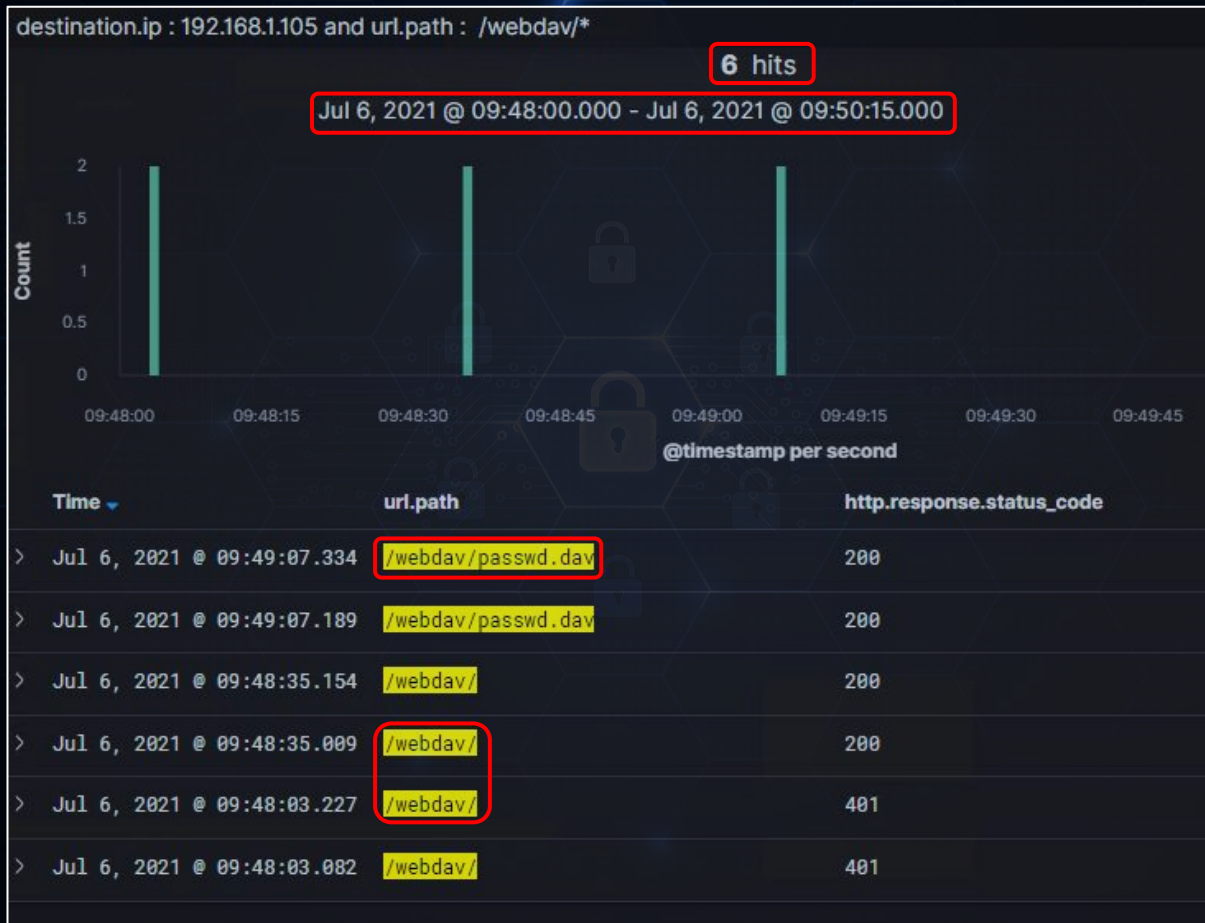 destination.ip : 192.168.1.105 and url.path : /webdav/*
6 hits
Jul 6, 2021 @ 09:48:00.000 - Jul 6, 2021 @ 09:50:15.000
2
1.5
1
0.5
0
Count
09:48:00 09:48:15 09:48:30 09:48:45 09:49:00 09:49:15 09:49:30 09:49:45
@timestamp per second
Time url.path http.response.status_code
> Jul 6, 2021 @ 09:49:07.334 /webdav/passwd.dav 200
> Jul 6, 2021 @ 09:49:07.189 /webdav/passwd.dav 200
> Jul 6, 2021 @ 09:48:35.154 /webdav/ 200
> Jul 6, 2021 @ 09:48:35.009 /webdav/ 200
> Jul 6, 2021 @ 09:48:03.227 /webdav/ 401
> Jul 6, 2021 @ 09:48:03.082 /webdav/ 401